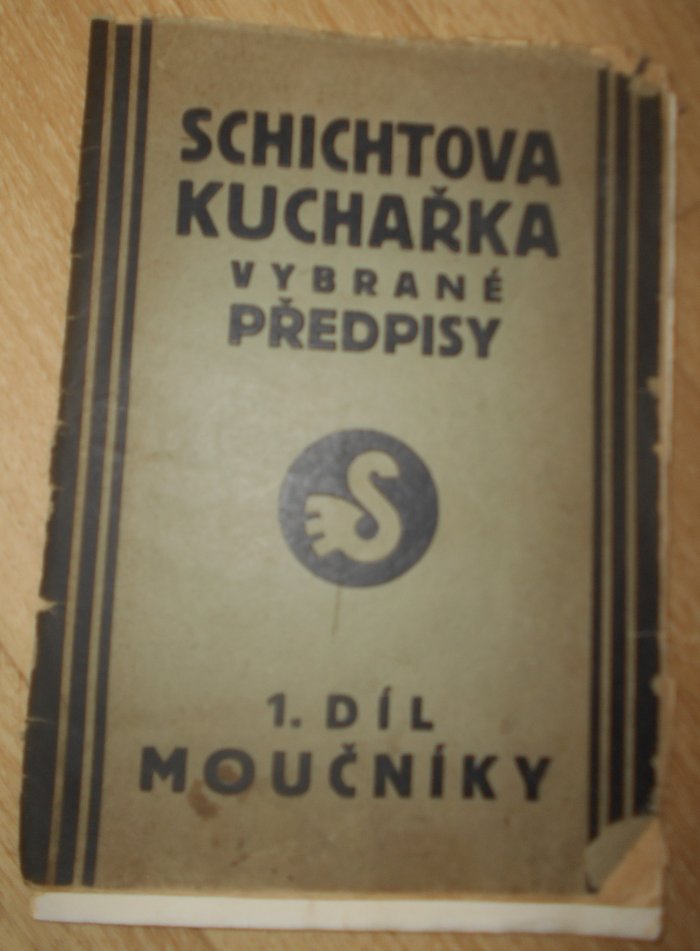 SCHICHTOVA
KUCHAŘKA
VYBRANÉ
PŘEDPISY
1. DÍL
MOUČNÍKY